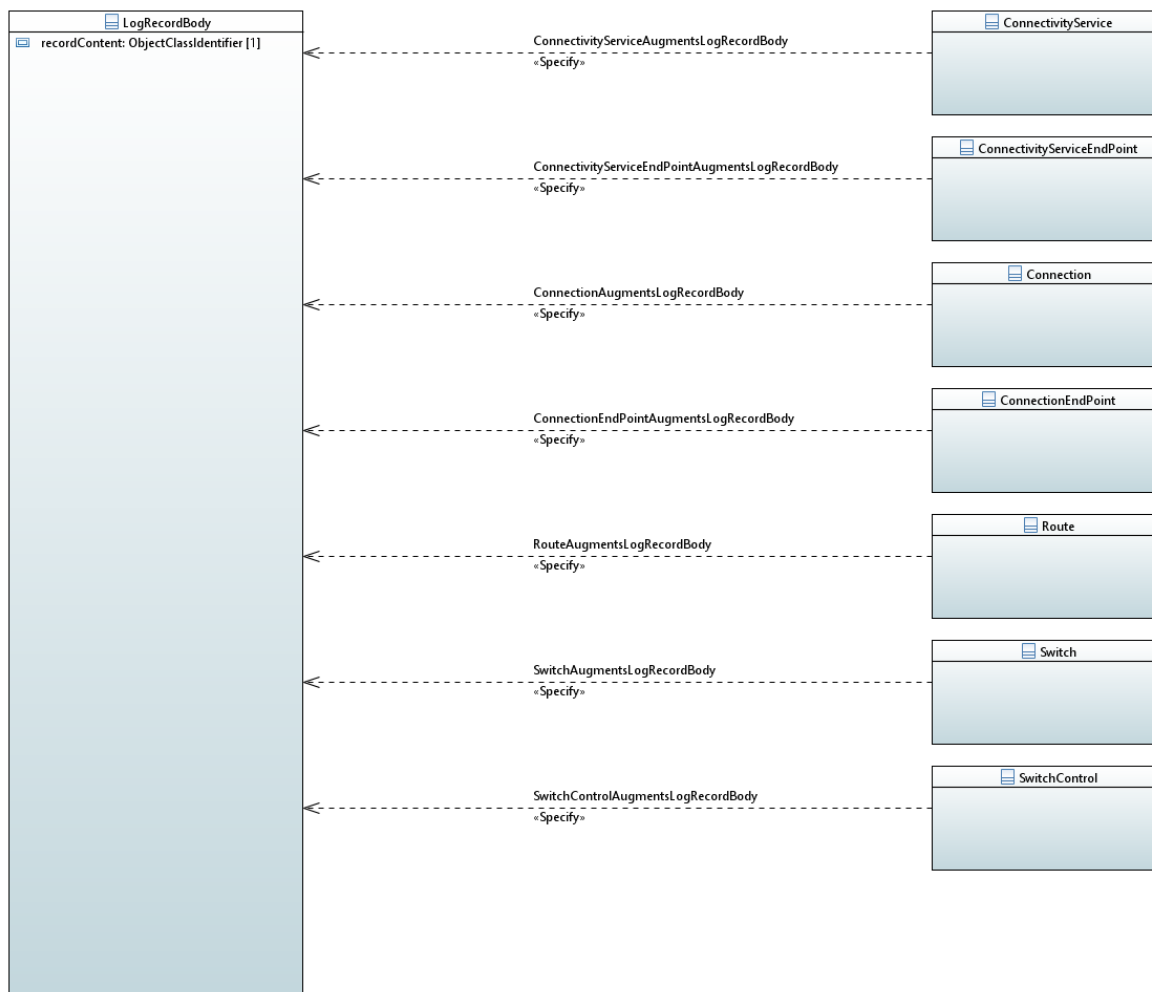 LogRecordBody
recordContent: ObjectClassIdentifier [1]
ConnectivityService
ConnectivityServiceAugmentsLogRecordBody
«Specify»
ConnectivityServiceEndPoint
ConnectivityServiceEndPointAugmentsLogRecordBody
«Specify»
Connection
ConnectionAugmentsLogRecordBody
«Specify»
ConnectionEndPoint
ConnectionEndPointAugmentsLogRecordBody
«Specify»
Route
RouteAugmentsLogRecordBody
«Specify»
Switch
SwitchAugmentsLogRecordBody
«Specify»
SwitchControl
SwitchControlAugmentsLogRecordBody
«Specify»